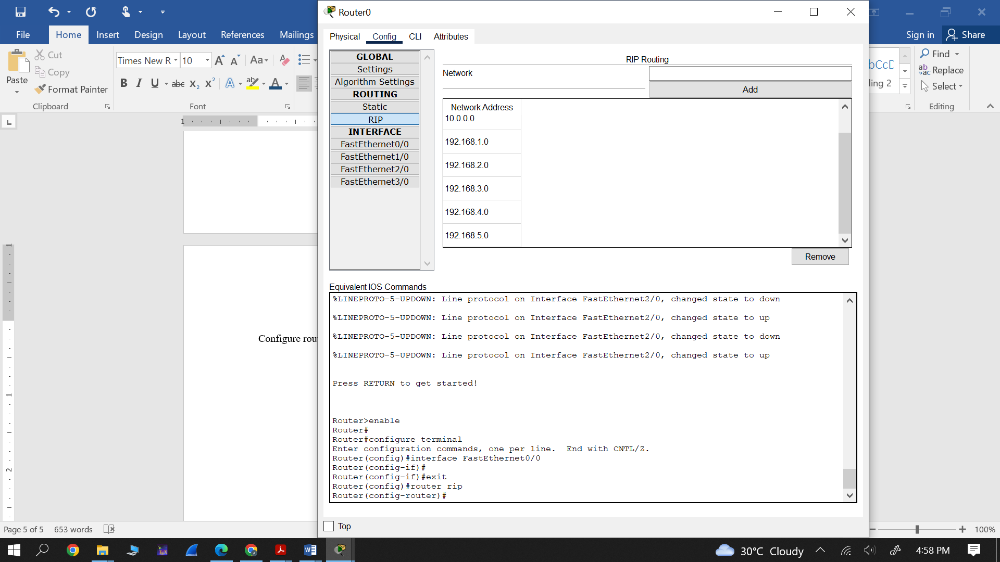 Router0
File
Home
Insert
Design
Layout
References
Mailings
Sign in
Share
Physical
Config
CLI
Attributes
Paste
Cut
Copy
Format Painter
Clipboard
Times New R
10
Aa
B I U abc X2 X2 A ab A
Font
Find
Replace
Select
Editing
ing 2
GLOBAL
Settings
Algorithm Settings
ROUTING
Static
RIP
INTERFACE
FastEthernet0/0
FastEthernet1/0
FastEthernet2/0
FastEthernet3/0
RIP Routing
Network
Add
Network Address
10.0.0.0
192.168.1.0
192.168.2.0
192.168.3.0
192.168.4.0
192.168.5.0
Remove
Equivalent IOS Commands
%LINEPROTO-5-UPDOWN: Line protocol on Interface FastEthernet2/0, changed state to down
%LINEPROTO-5-UPDOWN: Line protocol on Interface FastEthernet2/0, changed state to up
%LINEPROTO-5-UPDOWN: Line protocol on Interface FastEthernet2/0, changed state to down
%LINEPROTO-5-UPDOWN: Line protocol on Interface FastEthernet2/0, changed state to up
Press RETURN to get started!
Router>enable
Router#
Router#configure terminal
Enter configuration commands, one per line.  End with CNTL/Z.
Router(config)#interface FastEthernet0/0
Router(config-if)#
Router(config-if)#exit
Router(config)#router rip
Router(config-router)#
Top
Configure rou
Page 5 of 5
653 words
100%
30°C Cloudy
4:58 PM